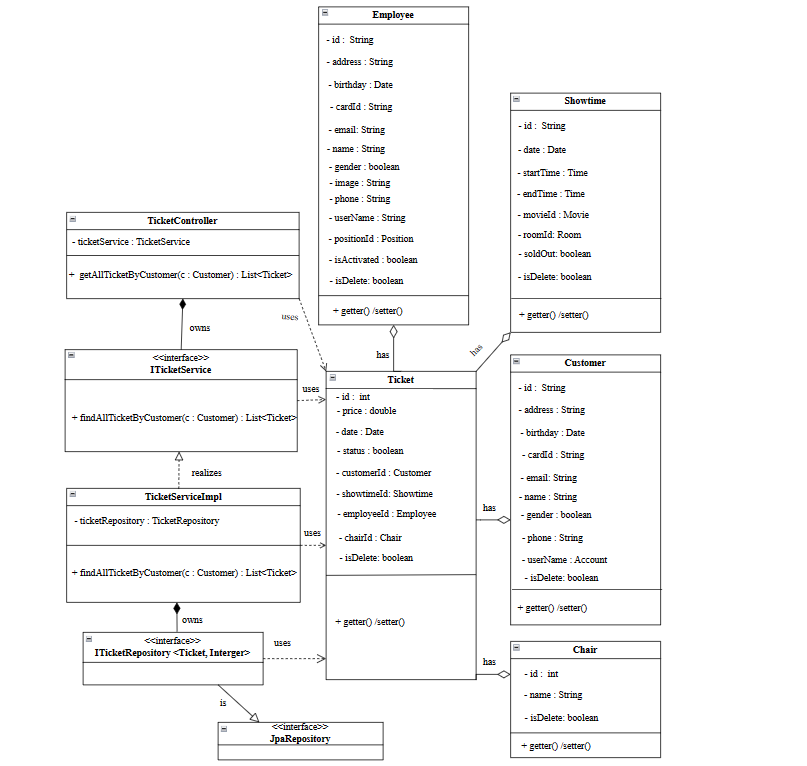 Employee
- id :  String
- address : String
- birthday : Date
- cardId : String
- email: String
- name : String
- gender : boolean
- image : String
- phone : String
- userName : String
- positionId : Position
- isActivated : boolean
- isDelete: boolean
+ getter() /setter()
Showtime
- id :  String
- date : Date
- startTime : Time
- endTime : Time
- movieId : Movie
- roomId: Room
- soldOut: boolean
- isDelete: boolean
+ getter() /setter()
TicketController
- ticketService : TicketService
+ getAllTicketByCustomer(c : Customer) : List<Ticket>
owns
uses
has
has
<<interface>>
ITicketService
+ findAllTicketByCustomer(c : Customer) : List<Ticket>
uses
realizes
Ticket
- id :  int
- price : double
- date : Date
- status : boolean
- customerId : Customer
- showtimeId: Showtime
- employeeId : Employee
- chairId : Chair
- isDelete: boolean
+ getter() /setter()
Customer
- id :  String
- address : String
- birthday : Date
- cardId : String
- email: String
- name : String
- gender : boolean
- phone : String
- userName : Account
- isDelete: boolean
+ getter() /setter()
has
TicketServiceImpl
- ticketRepository : TicketRepository
+ findAllTicketByCustomer(c : Customer) : List<Ticket>
uses
owns
<<interface>>
ITicketRepository <Ticket, Interger>
uses
is
<<interface>>
JpaRepository
has
Chair
- id :  int
- name : String
- isDelete: boolean
+ getter() /setter()